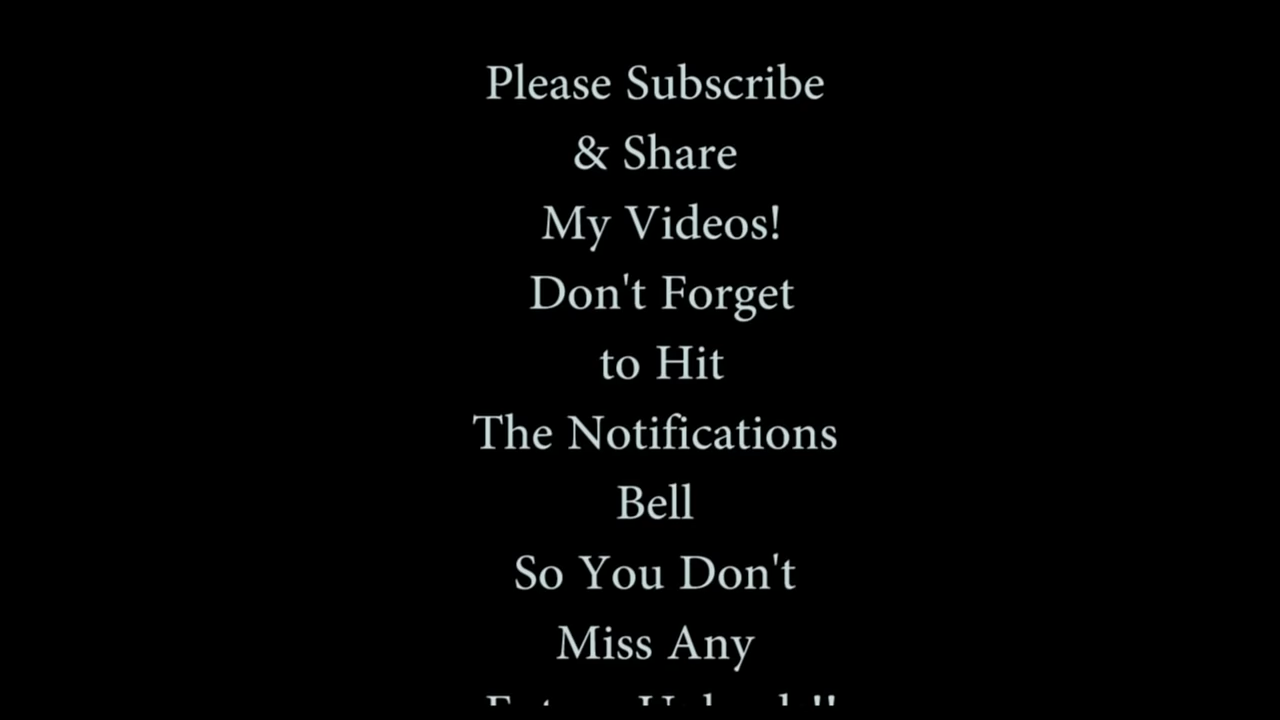 Please Subscribe
& Share
My Videos!
Don't Forget
to Hit
The Notifications
Bell
So You Don't
Miss Any